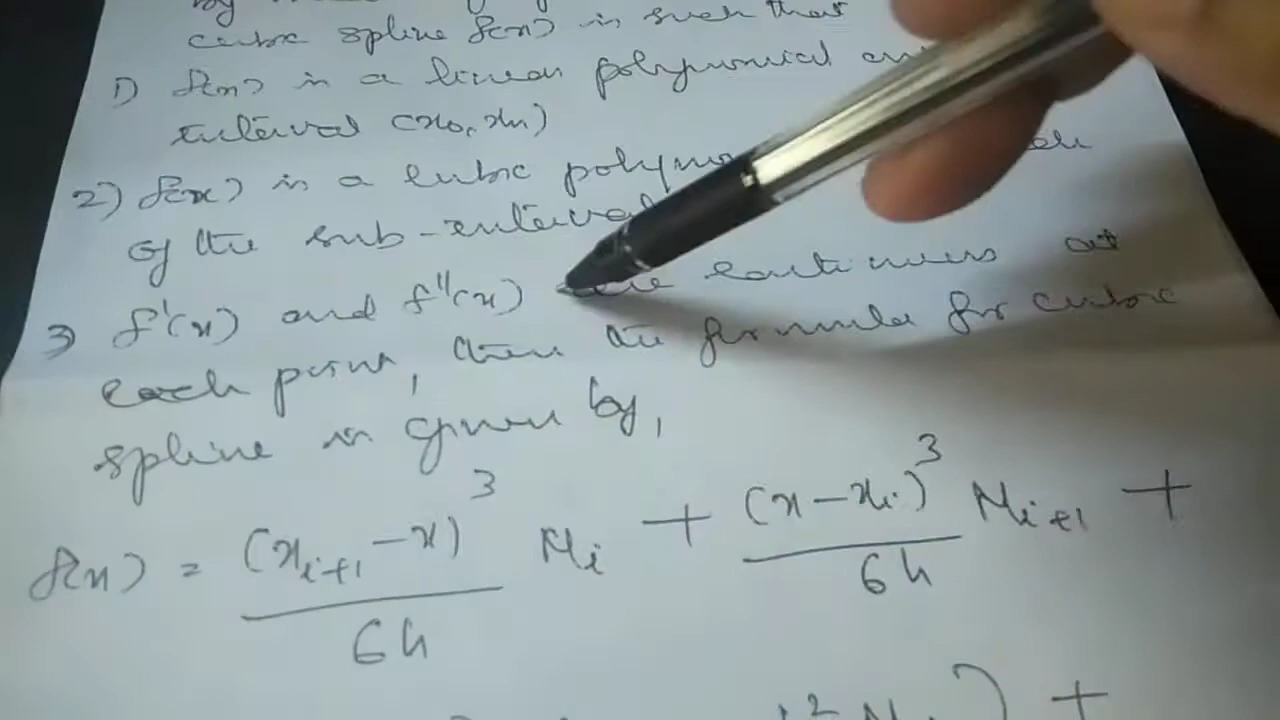 by
cubic spline f(x) is such that
1) f(x) is a linear polynomial
interval (x₀, xₙ)
2) f(x) is a cubic
of the sub-interval
3) f'(x) and f''(x) are continuous at
each point, then the formula for cubic
spline is given by,
f(x) = (xᵢ₊₁ - x)³ / 6h Mᵢ + (x - xᵢ)³ / 6h Mᵢ₊₁ +
) +